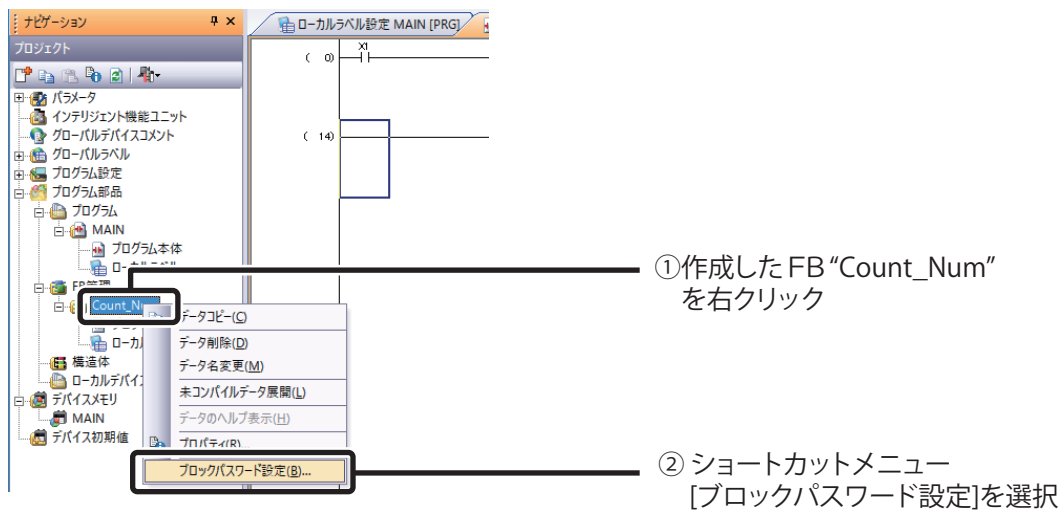 ナビゲーション
ローカルラベル設定 MAIN [PRG]
プロジェクト
( 0)
X1
( 14)
パラメータ
インテリジェント機能ユニット
グローバルデバイスコメント
グローバルラベル
プログラム設定
プログラム部品
プログラム
MAIN
プログラム本体
Count_N
ローカル
構造体
ローカルデバイス
デバイスメモリ
MAIN
デバイス初期値
データコピー(C)
データ削除(D)
データ名変更(M)
未コンパイルデータ展開(L)
データのヘルプ表示(H)
プロパティ(R)...
ブロックパスワード設定(B)...
①作成したFB“Count_Num”
を右クリック
② ショートカットメニュー
[ブロックパスワード設定]を選択